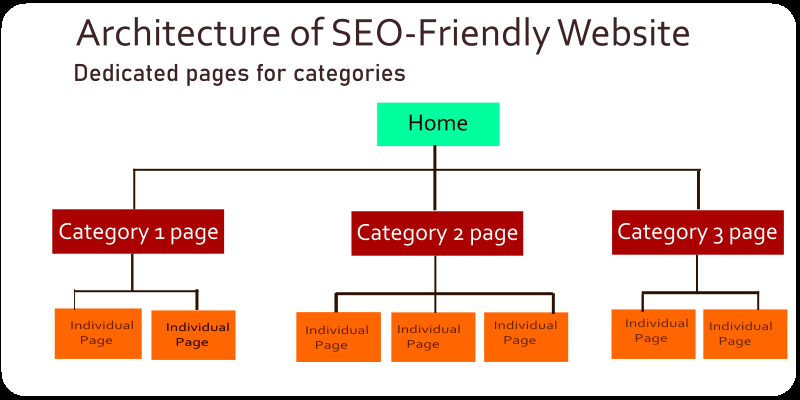 Architecture of SEO-Friendly Website
Dedicated pages for categories
Home
Category 1 page
Category 2 page
Category 3 page
Individual
Page
Individual
Page
Individual
Page
Individual
Page
Individual
Page
Individual
Page
Individual
Page